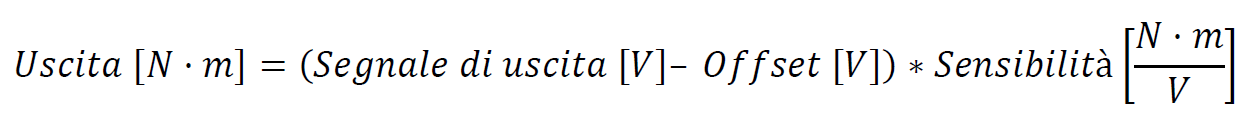 Uscita [N · m] = (Segnale di uscita [V]– Offset [V]) ∗ Sensibilità [N · m / V]